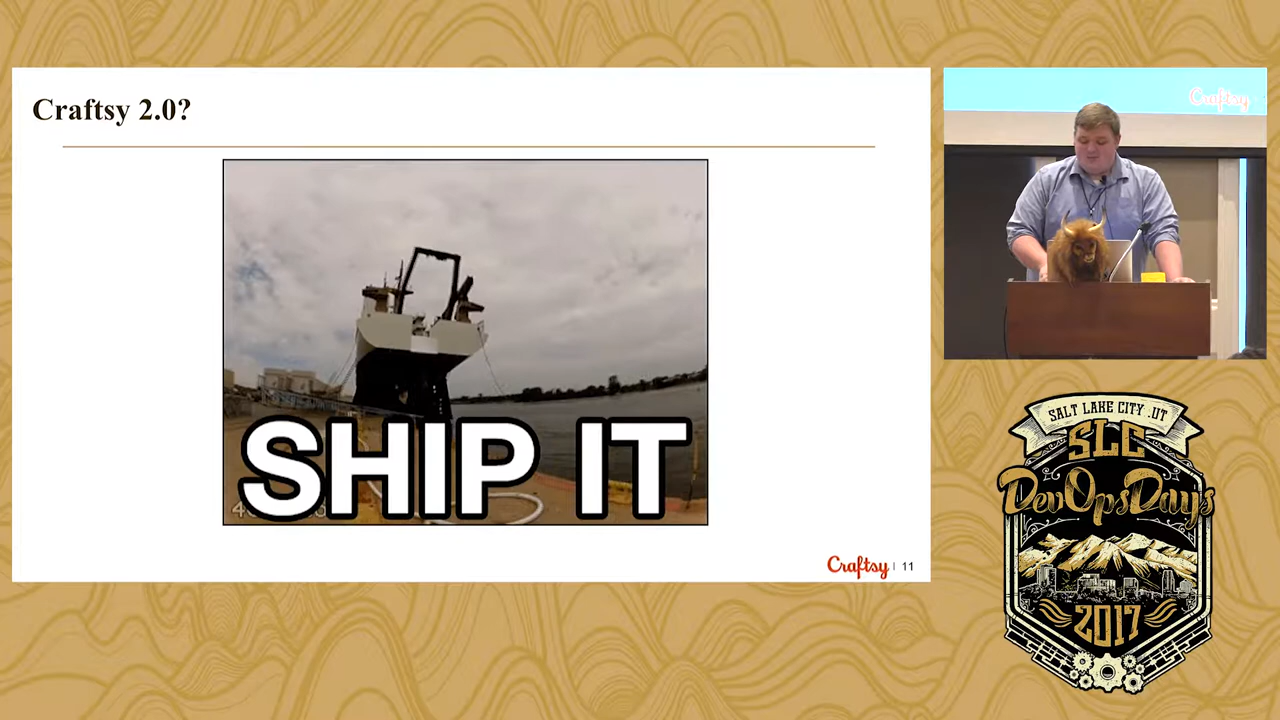 Craftsy 2.0?
SHIP IT
Craftsy | 11
Craftsy
SALT LAKE CITY .UT
SLC
DevOpsDays
2017